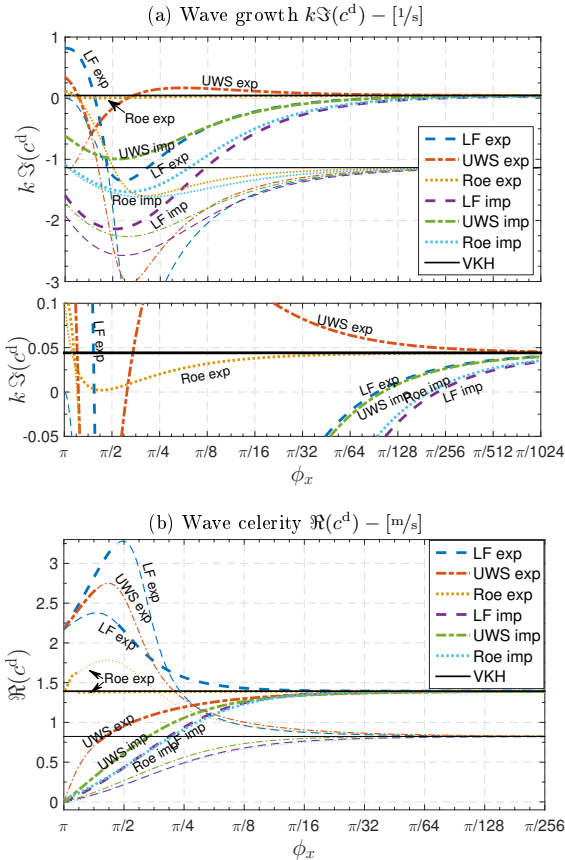 (a) Wave growth kℑ(c^d) − [1/s]
k ℑ(c^d)
1
0
-1
-2
-3
LF exp
UWS exp
Roe exp
UWS imp
LF exp
Roe imp
LF imp
LF exp
UWS exp
Roe exp
LF imp
UWS imp
Roe imp
VKH
k ℑ(c^d)
0.1
0.05
0
-0.05
LF exp
UWS exp
Roe exp
LF exp
UWS imp
Roe imp
LF imp
π π/2 π/4 π/8 π/16 π/32 π/64 π/128 π/256 π/512 π/1024
ϕ_x
(b) Wave celerity ℜ(c^d) − [m/s]
ℜ(c^d)
3
2.5
2
1.5
1
0.5
0
LF exp
UWS exp
LF exp
Roe exp
UWS exp
UWS imp
Roe imp
LF imp
LF exp
UWS exp
Roe exp
LF imp
UWS imp
Roe imp
VKH
π π/2 π/4 π/8 π/16 π/32 π/64 π/128 π/256
ϕ_x